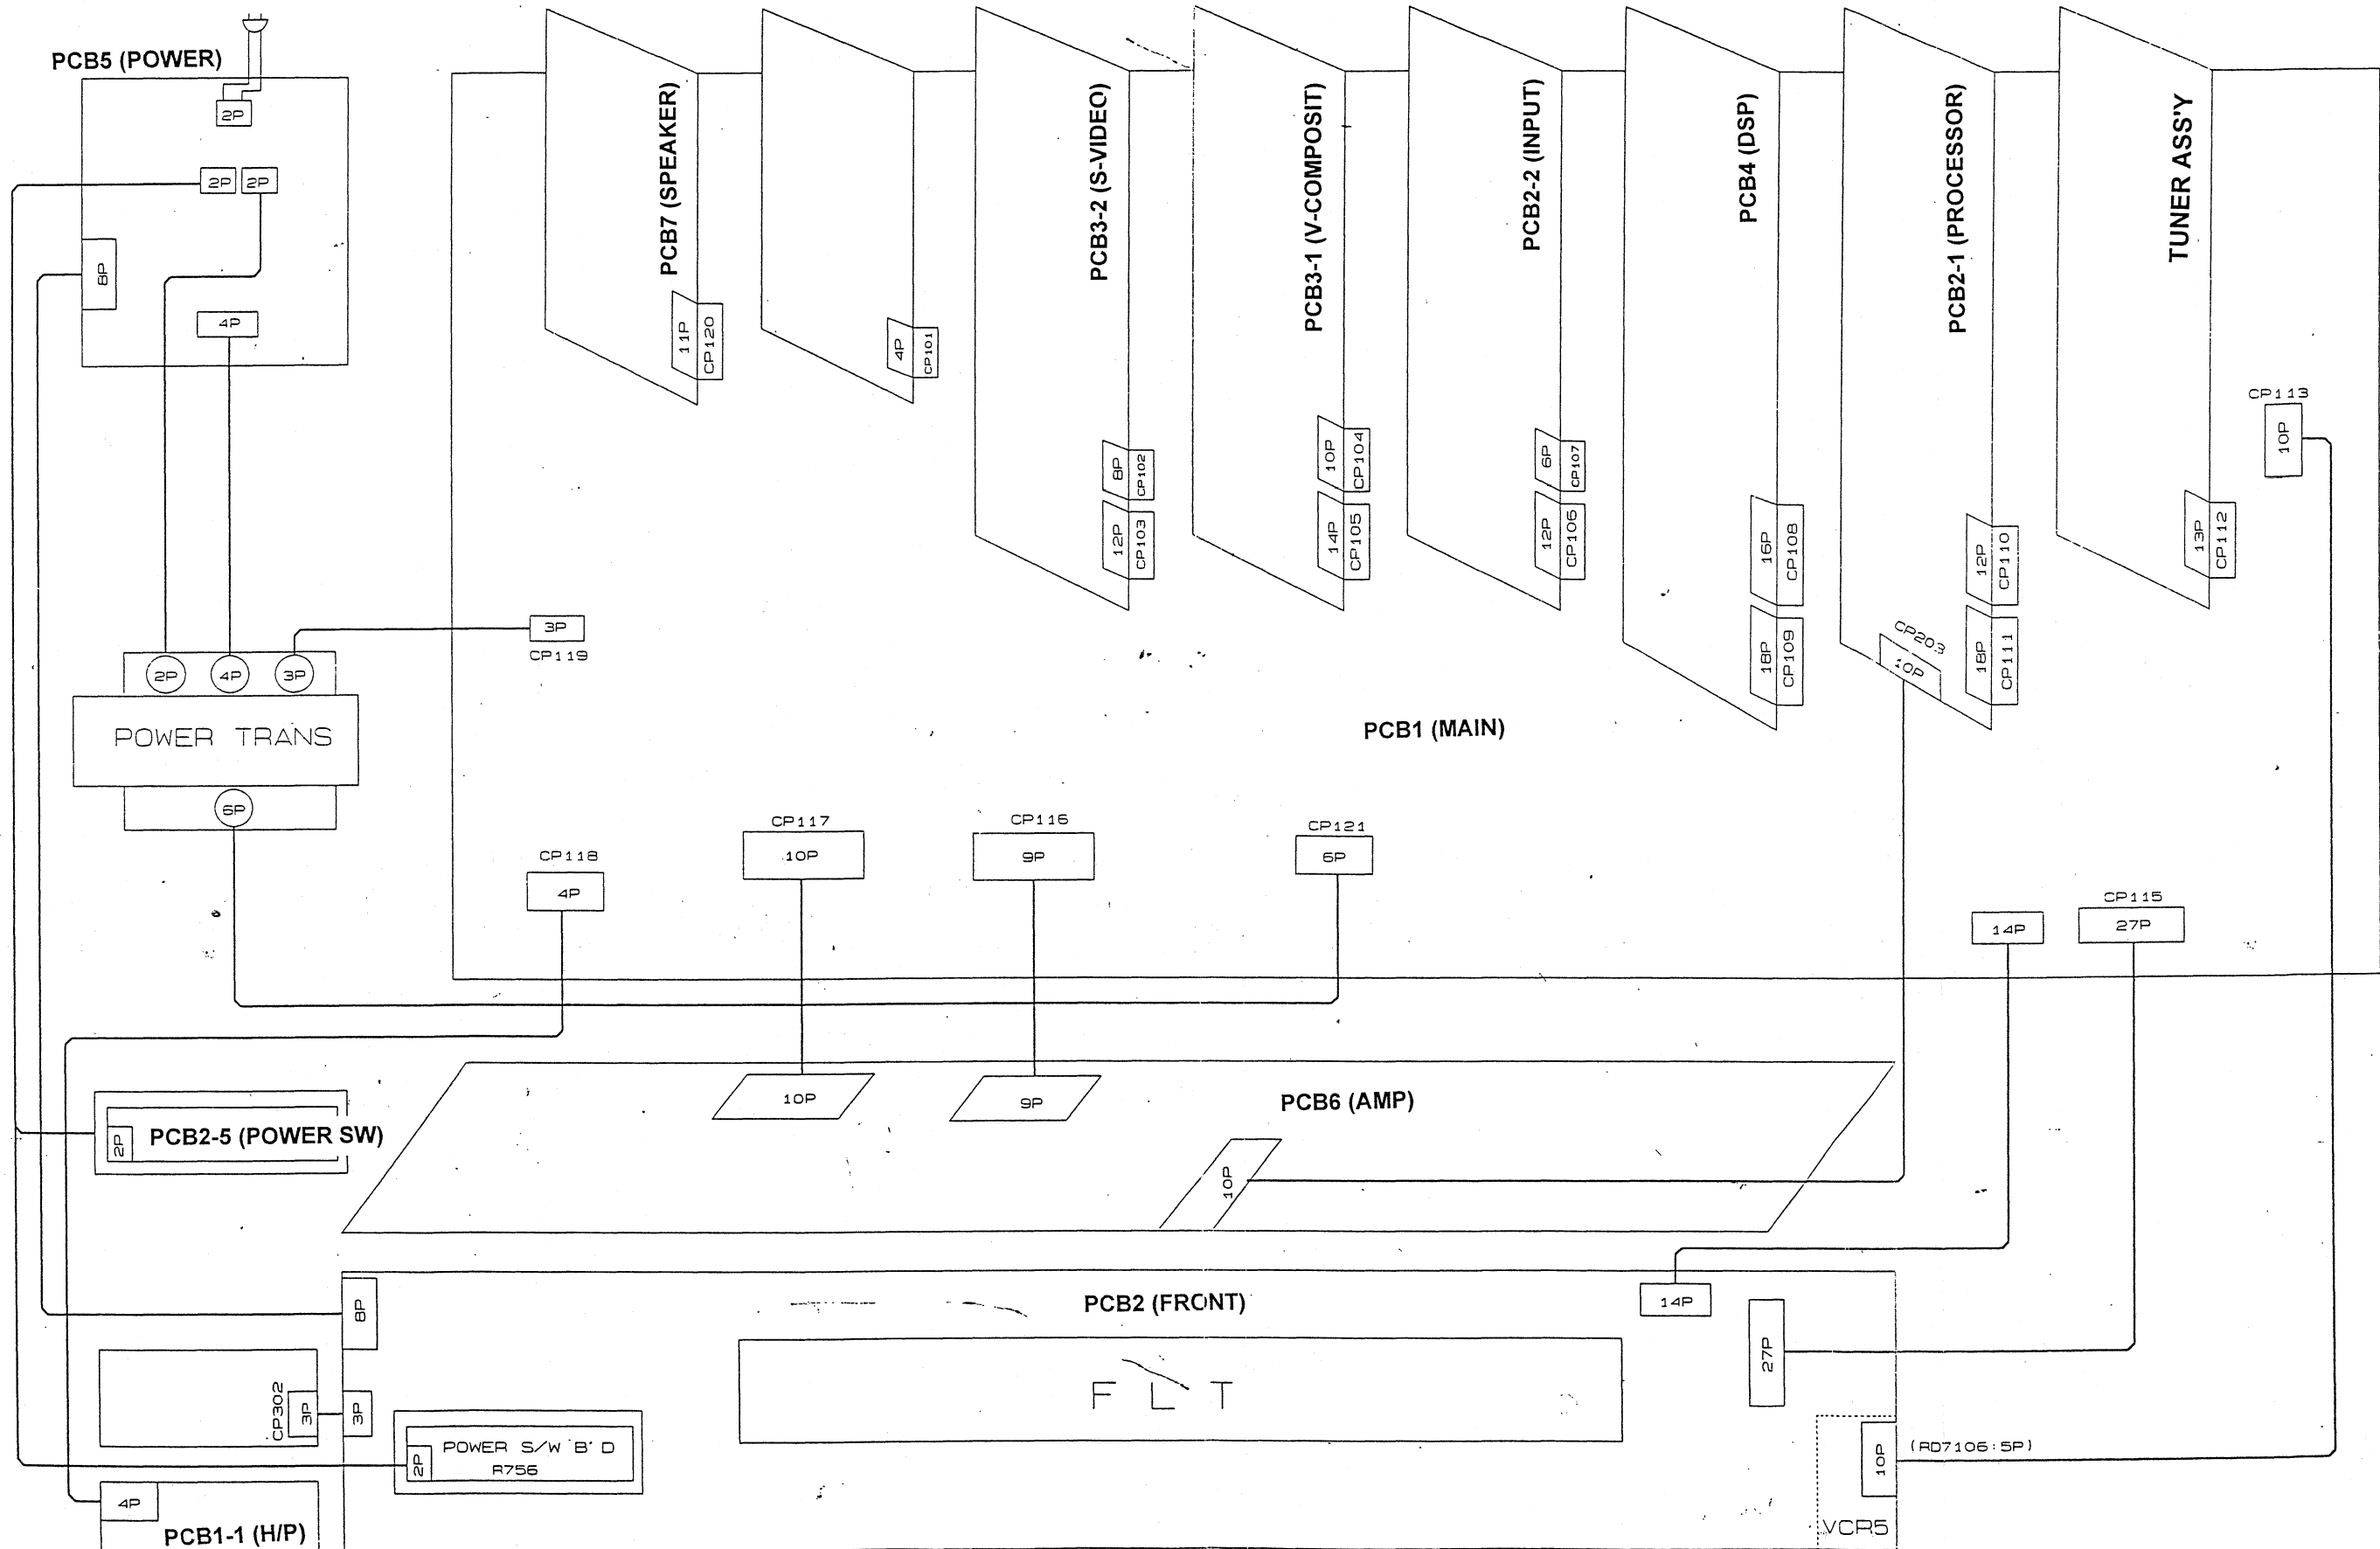 PCB5 (POWER)
2P
2P
2P
8P
4P
PCB7 (SPEAKER)
11P
CP120
4P
CP101
PCB3-2 (S-VIDEO)
8P
CP102
12P
CP103
PCB3-1 (V-COMPOSIT)
10P
CP104
14P
CP105
PCB2-2 (INPUT)
6P
CP107
12P
CP106
PCB4 (DSP)
16P
CP108
18P
CP109
PCB2-1 (PROCESSOR)
12P
CP110
18P
CP111
CP203
10P
TUNER ASS'Y
13P
CP112
CP113
10P
3P
CP119
2P
4P
3P
POWER TRANS
PCB1 (MAIN)
CP118
4P
CP117
10P
CP116
9P
CP121
6P
14P
CP115
27P
2P
PCB2-5 (POWER SW)
10P
9P
PCB6 (AMP)
10P
8P
PCB2 (FRONT)
14P
27P
FLT
CP302
3P
3P
2P
POWER S/W B'D
R756
10P
(RD7106:5P)
VCR5
4P
PCB1-1 (H/P)